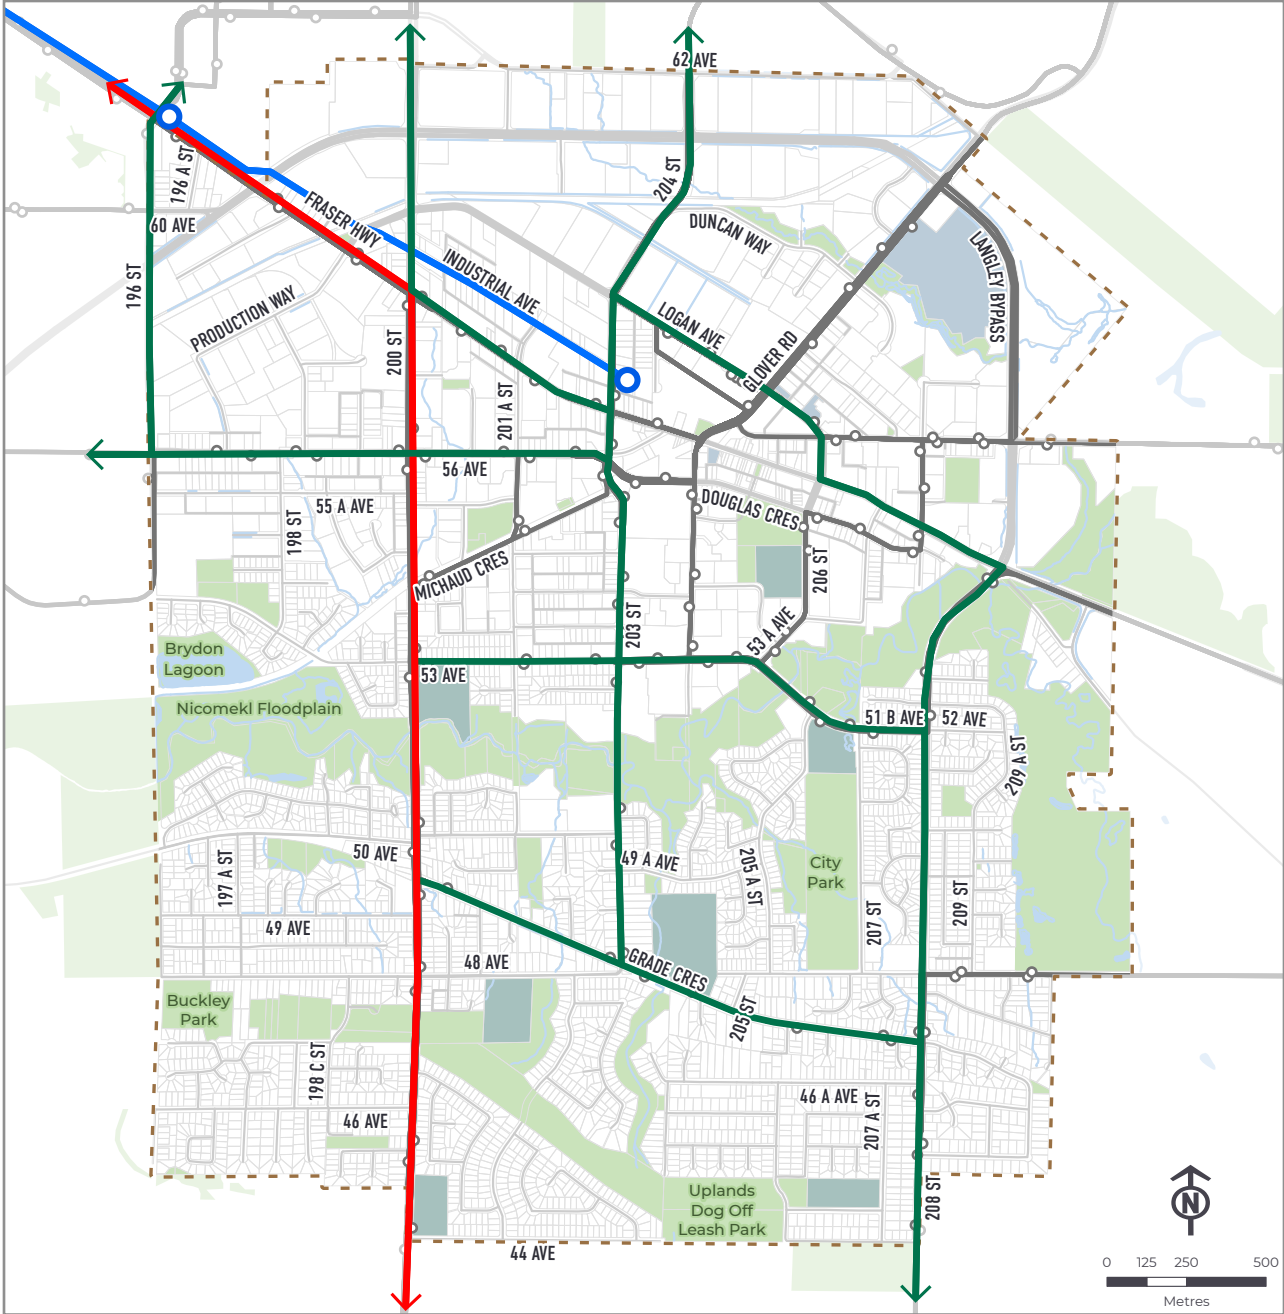 62 AVE
196 A ST
204 ST
60 AVE
FRASER HWY
DUNCAN WAY
LANGLEY BYPASS
196 ST
INDUSTRIAL AVE
PRODUCTION WAY
LOGAN AVE
200 ST
GLOVER RD
201 A ST
56 AVE
55 A AVE
DOUGLAS CRES
198 ST
MICHAUD CRES
206 ST
203 ST
53 A AVE
Brydon
Lagoon
53 AVE
Nicomekl Floodplain
51 B AVE
52 AVE
209 A ST
50 AVE
49 A AVE
197 A ST
205 A ST
City
Park
209 ST
207 ST
49 AVE
48 AVE
GRADE CRES
Buckley
Park
205 ST
198 C ST
46 A AVE
46 AVE
207 A ST
Uplands
Dog Off
Leash Park
208 ST
44 AVE
N
0 125 250 500
Metres